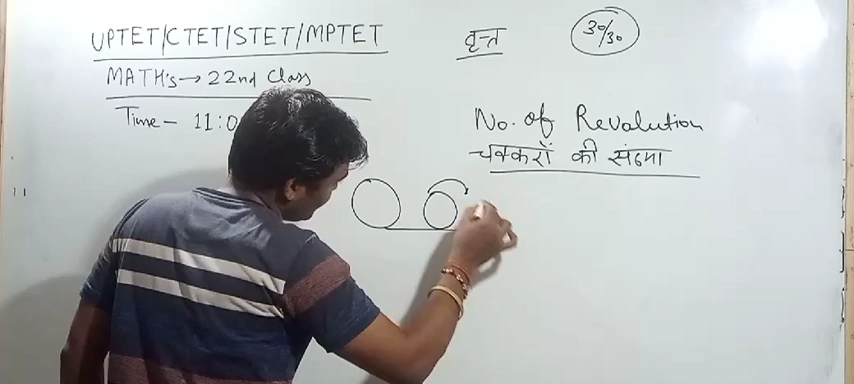 UPTET/CTET/STET/MPTET
वृत्त
30/30
MATH's → 22nd Class
Time - 11:0
No. of Revalution
चक्करों की संख्या